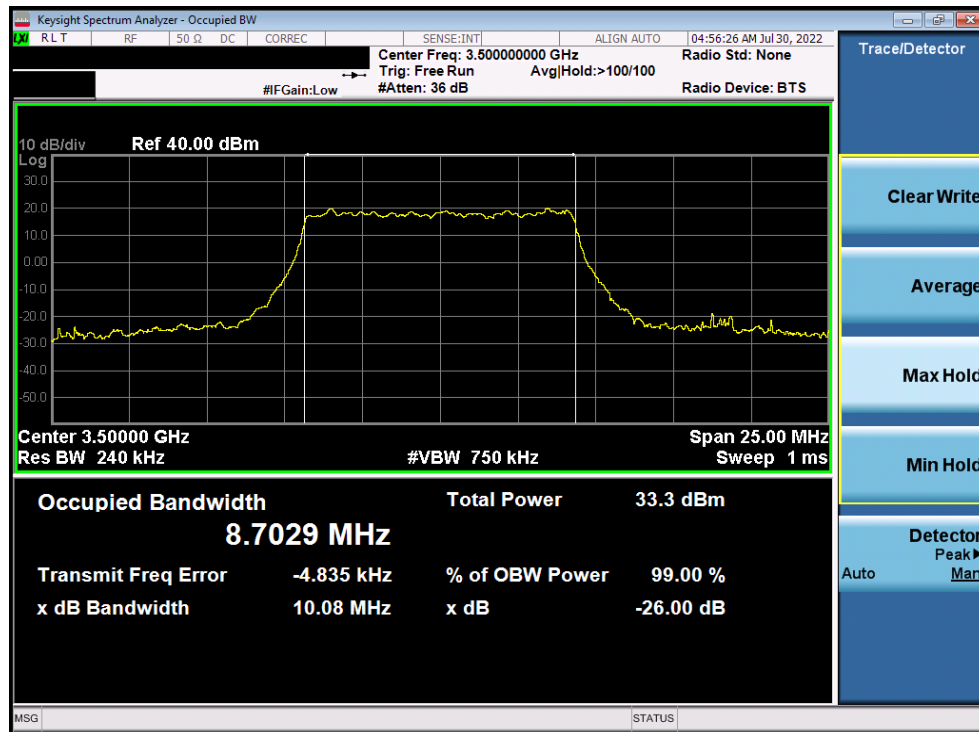 Keysight Spectrum Analyzer - Occupied BW
LXI RLT RF 50 Ω DC CORREC SENSE:INT ALIGN AUTO 04:56:26 AM Jul 30, 2022
Center Freq: 3.500000000 GHz Radio Std: None
Trig: Free Run Avg|Hold:>100/100
#IFGain:Low #Atten: 36 dB Radio Device: BTS
Trace/Detector
10 dB/div Ref 40.00 dBm
Log
30.0
20.0
10.0
0.00
-10.0
-20.0
-30.0
-40.0
-50.0
Center 3.50000 GHz Span 25.00 MHz
Res BW 240 kHz #VBW 750 kHz Sweep 1 ms
Occupied Bandwidth Total Power 33.3 dBm
8.7029 MHz
Transmit Freq Error -4.835 kHz % of OBW Power 99.00 %
x dB Bandwidth 10.08 MHz x dB -26.00 dB
Clear Write
Average
Max Hold
Min Hold
Detector
Peak
Auto Man
MSG STATUS